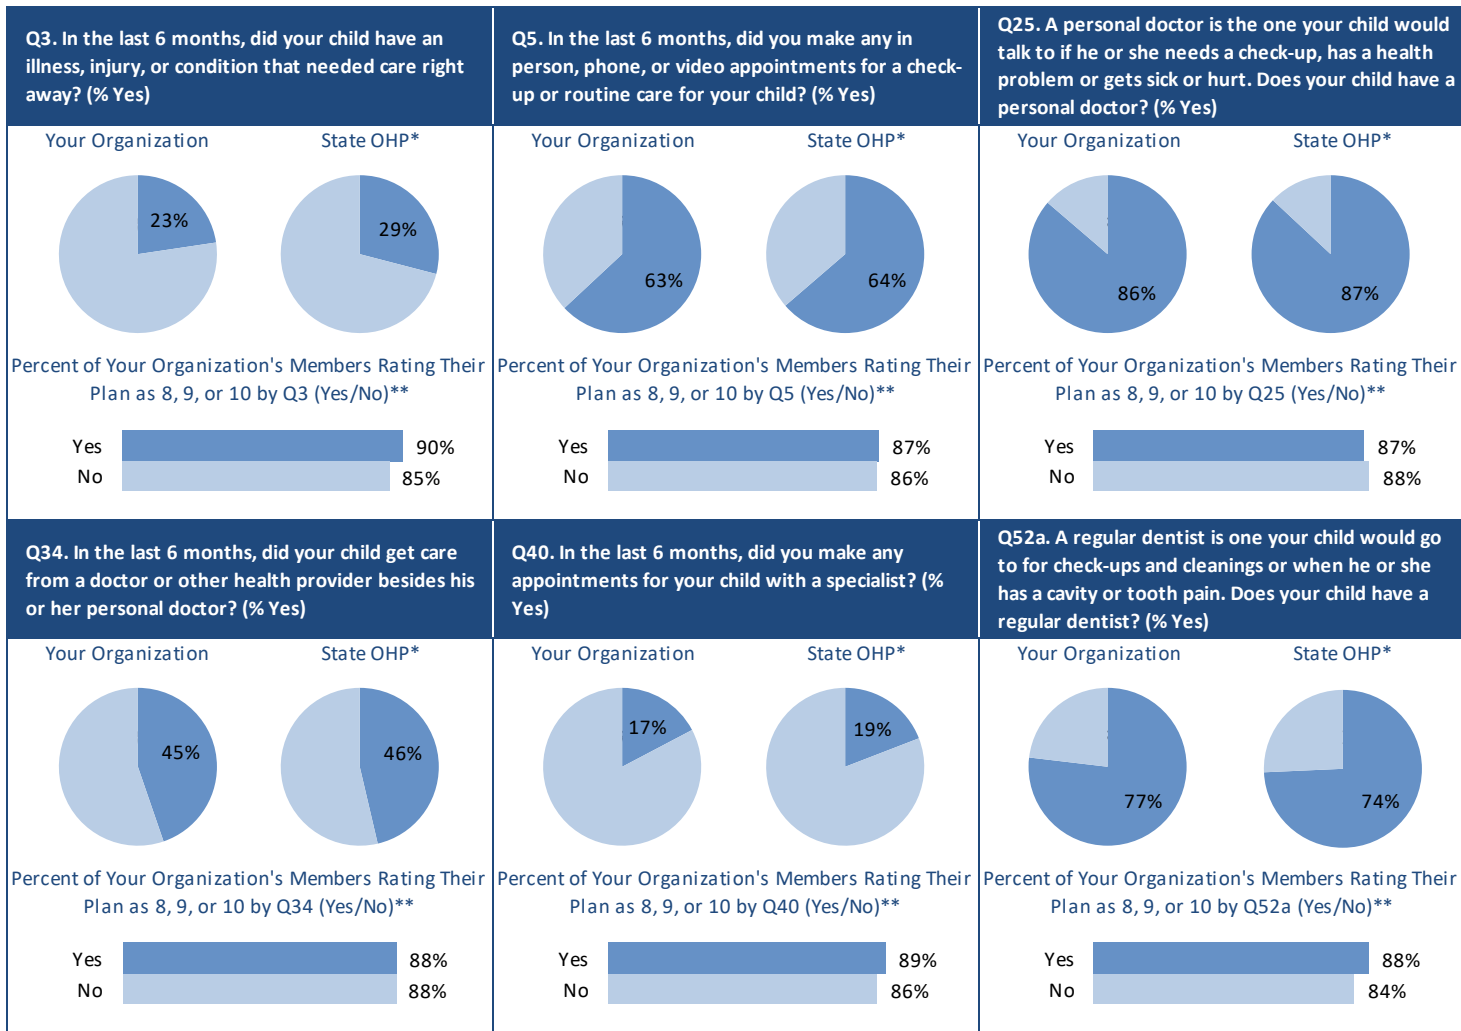 Q3. In the last 6 months, did your child have an
illness, injury, or condition that needed care right
away? (% Yes)
Your Organization
State OHP*
23%
29%
Percent of Your Organization's Members Rating Their
Plan as 8, 9, or 10 by Q3 (Yes/No)**
Yes
90%
No
85%
Q5. In the last 6 months, did you make any in
person, phone, or video appointments for a check-
up or routine care for your child? (% Yes)
Your Organization
State OHP*
63%
64%
Percent of Your Organization's Members Rating Their
Plan as 8, 9, or 10 by Q5 (Yes/No)**
Yes
87%
No
86%
Q25. A personal doctor is the one your child would
talk to if he or she needs a check-up, has a health
problem or gets sick or hurt. Does your child have a
personal doctor? (% Yes)
Your Organization
State OHP*
86%
87%
Percent of Your Organization's Members Rating Their
Plan as 8, 9, or 10 by Q25 (Yes/No)**
Yes
87%
No
88%
Q34. In the last 6 months, did your child get care
from a doctor or other health provider besides his
or her personal doctor? (% Yes)
Your Organization
State OHP*
45%
46%
Percent of Your Organization's Members Rating Their
Plan as 8, 9, or 10 by Q34 (Yes/No)**
Yes
88%
No
88%
Q40. In the last 6 months, did you make any
appointments for your child with a specialist? (%
Yes)
Your Organization
State OHP*
17%
19%
Percent of Your Organization's Members Rating Their
Plan as 8, 9, or 10 by Q40 (Yes/No)**
Yes
89%
No
86%
Q52a. A regular dentist is one your child would go
to for check-ups and cleanings or when he or she
has a cavity or tooth pain. Does your child have a
regular dentist? (% Yes)
Your Organization
State OHP*
77%
74%
Percent of Your Organization's Members Rating Their
Plan as 8, 9, or 10 by Q52a (Yes/No)**
Yes
88%
No
84%